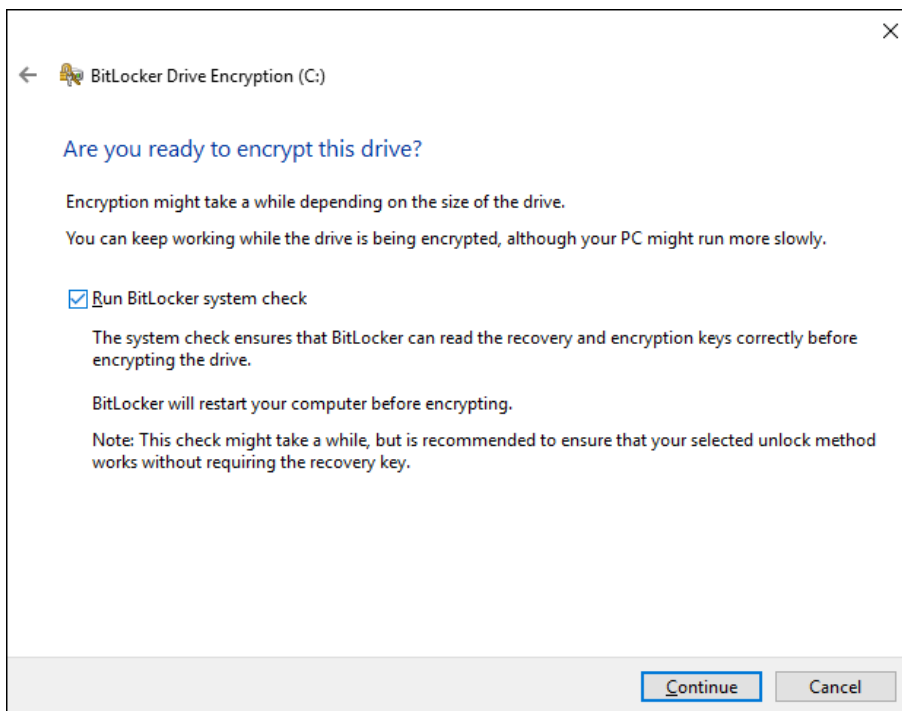 BitLocker Drive Encryption (C:)
Are you ready to encrypt this drive?
Encryption might take a while depending on the size of the drive.
You can keep working while the drive is being encrypted, although your PC might run more slowly.
Run BitLocker system check
The system check ensures that BitLocker can read the recovery and encryption keys correctly before
encrypting the drive.
BitLocker will restart your computer before encrypting.
Note: This check might take a while, but is recommended to ensure that your selected unlock method
works without requiring the recovery key.
Continue
Cancel